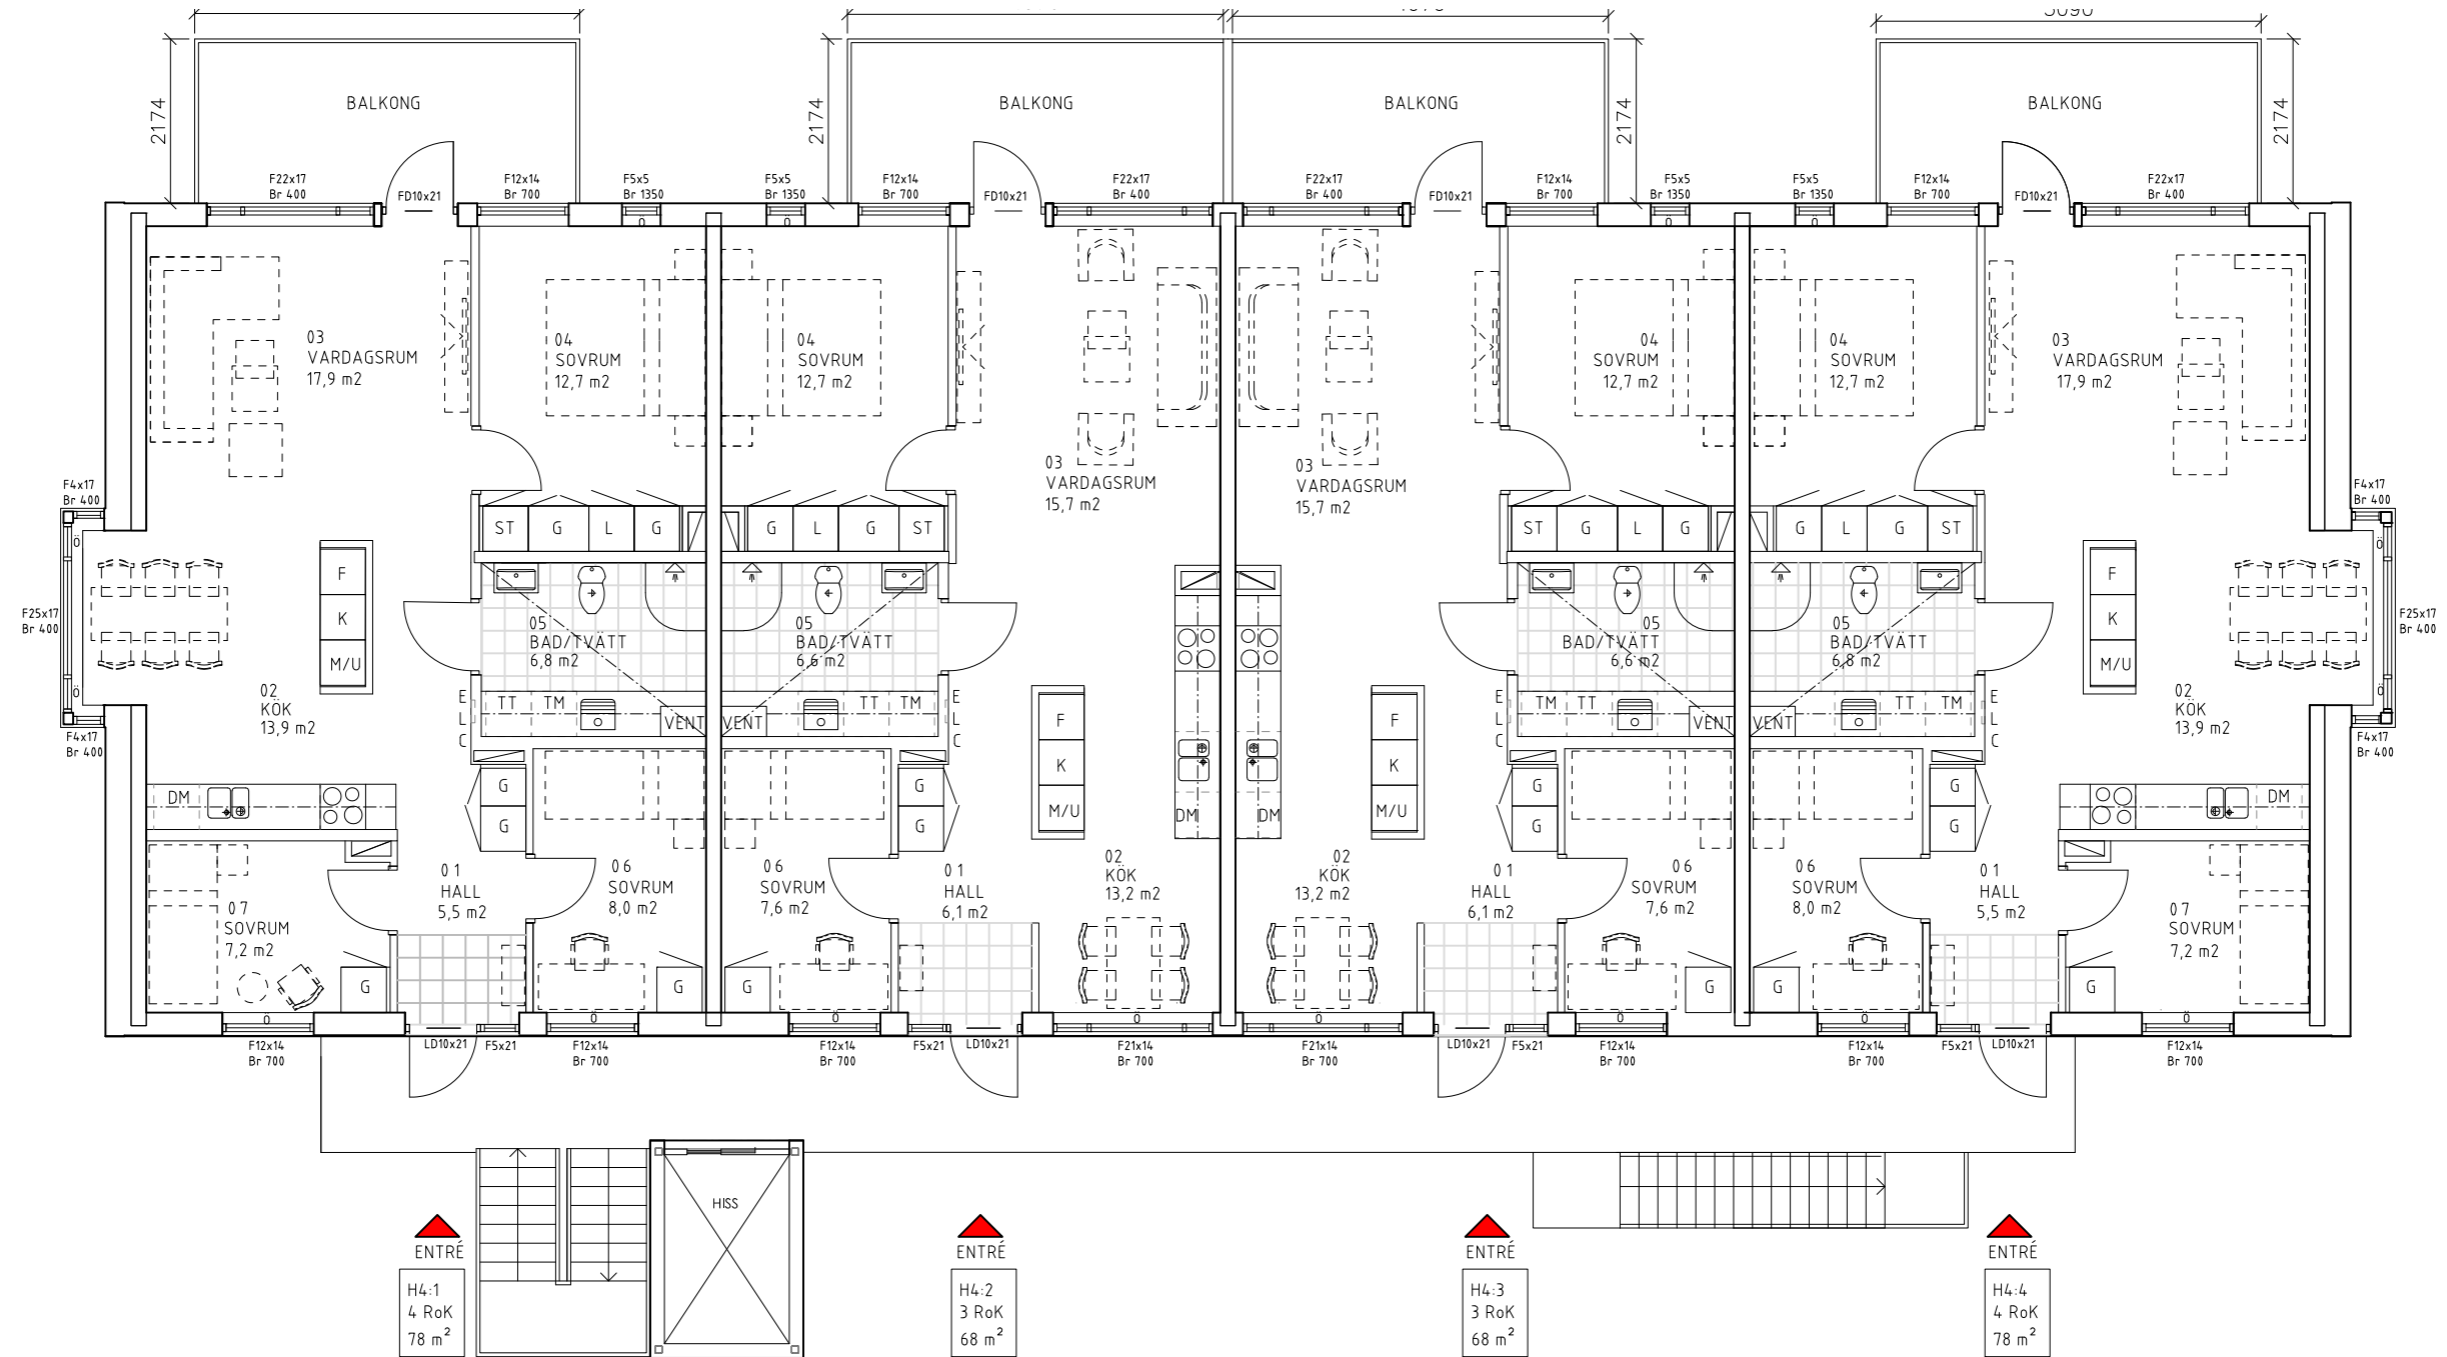 BALKONG
BALKONG
BALKONG
BALKONG
2174
2174
2174
2174
F22x17
Br 400
FD10x21
F12x14
Br 700
F5x5
Br 1350
F5x5
Br 1350
F12x14
Br 700
FD10x21
F22x17
Br 400
F22x17
Br 400
FD10x21
F12x14
Br 700
F5x5
Br 1350
F5x5
Br 1350
F12x14
Br 700
FD10x21
F22x17
Br 400
Ö
Ö
Ö
Ö
03
VARDAGSRUM
17,9 m2
04
SOVRUM
12,7 m2
04
SOVRUM
12,7 m2
03
VARDAGSRUM
15,7 m2
03
VARDAGSRUM
15,7 m2
04
SOVRUM
12,7 m2
04
SOVRUM
12,7 m2
03
VARDAGSRUM
17,9 m2
F4x17
Br 400
F25x17
Br 400
F4x17
Br 400
Ö
Ö
ST G L G
G L G ST
ST G L G
G L G ST
F4x17
Br 400
F25x17
Br 400
F4x17
Br 400
Ö
Ö
F
K
M/U
02
KÖK
13,9 m2
05
BAD/TVÄTT
6,8 m2
05
BAD/TVÄTT
6,6 m2
05
BAD/TVÄTT
6,6 m2
05
BAD/TVÄTT
6,8 m2
F
K
M/U
02
KÖK
13,9 m2
ELC
TT TM VENT
VENT TT TM
ELC
ELC
TM TT VENT
VENT TT TM
ELC
F
K
M/U
DM
DM
F
K
M/U
DM
DM
G
G
G
G
G
G
G
G
07
SOVRUM
7,2 m2
01
HALL
5,5 m2
06
SOVRUM
8,0 m2
06
SOVRUM
7,6 m2
01
HALL
6,1 m2
02
KÖK
13,2 m2
02
KÖK
13,2 m2
01
HALL
6,1 m2
06
SOVRUM
7,6 m2
06
SOVRUM
8,0 m2
01
HALL
5,5 m2
07
SOVRUM
7,2 m2
G
G
G
G
G
G
Ö
Ö
Ö
Ö
Ö
Ö
Ö
Ö
F12x14
Br 700
LD10x21
F5x21
F12x14
Br 700
F12x14
Br 700
F5x21
LD10x21
F21x14
Br 700
F21x14
Br 700
LD10x21
F5x21
F12x14
Br 700
F12x14
Br 700
F5x21
LD10x21
F12x14
Br 700
HISS
ENTRÉ
H4:1
4 RoK
78 m²
ENTRÉ
H4:2
3 RoK
68 m²
ENTRÉ
H4:3
3 RoK
68 m²
ENTRÉ
H4:4
4 RoK
78 m²